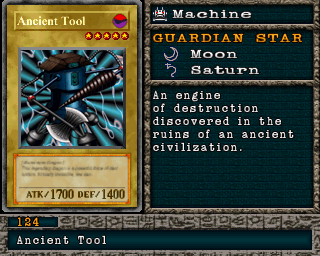 Ancient Tool
ATK/1700 DEF/1400
Machine
GUARDIAN STAR
Moon
Saturn
An engine
of destruction
discovered in the
ruins of an ancient
civilization.
124
Ancient Tool